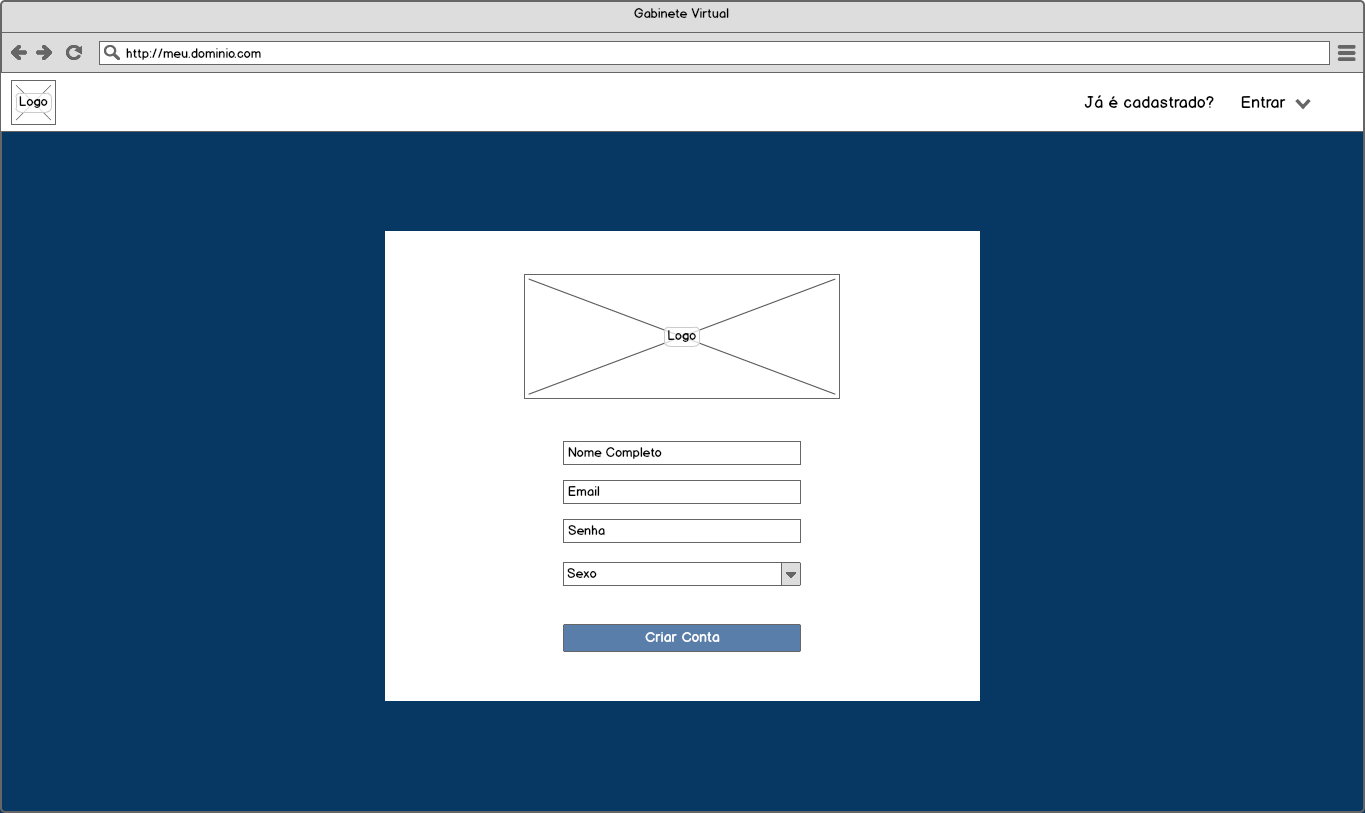 Gabinete Virtual
http://meu.dominio.com
Logo
Já é cadastrado? Entrar
Logo
Nome Completo
Email
Senha
Sexo
Criar Conta